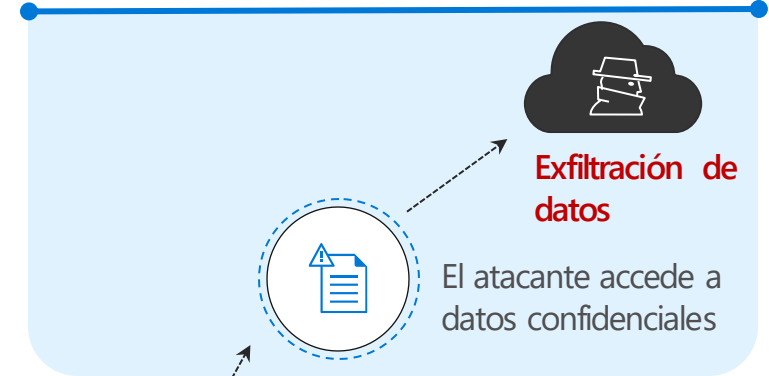 Exfiltración de
datos
El atacante accede a
datos confidenciales